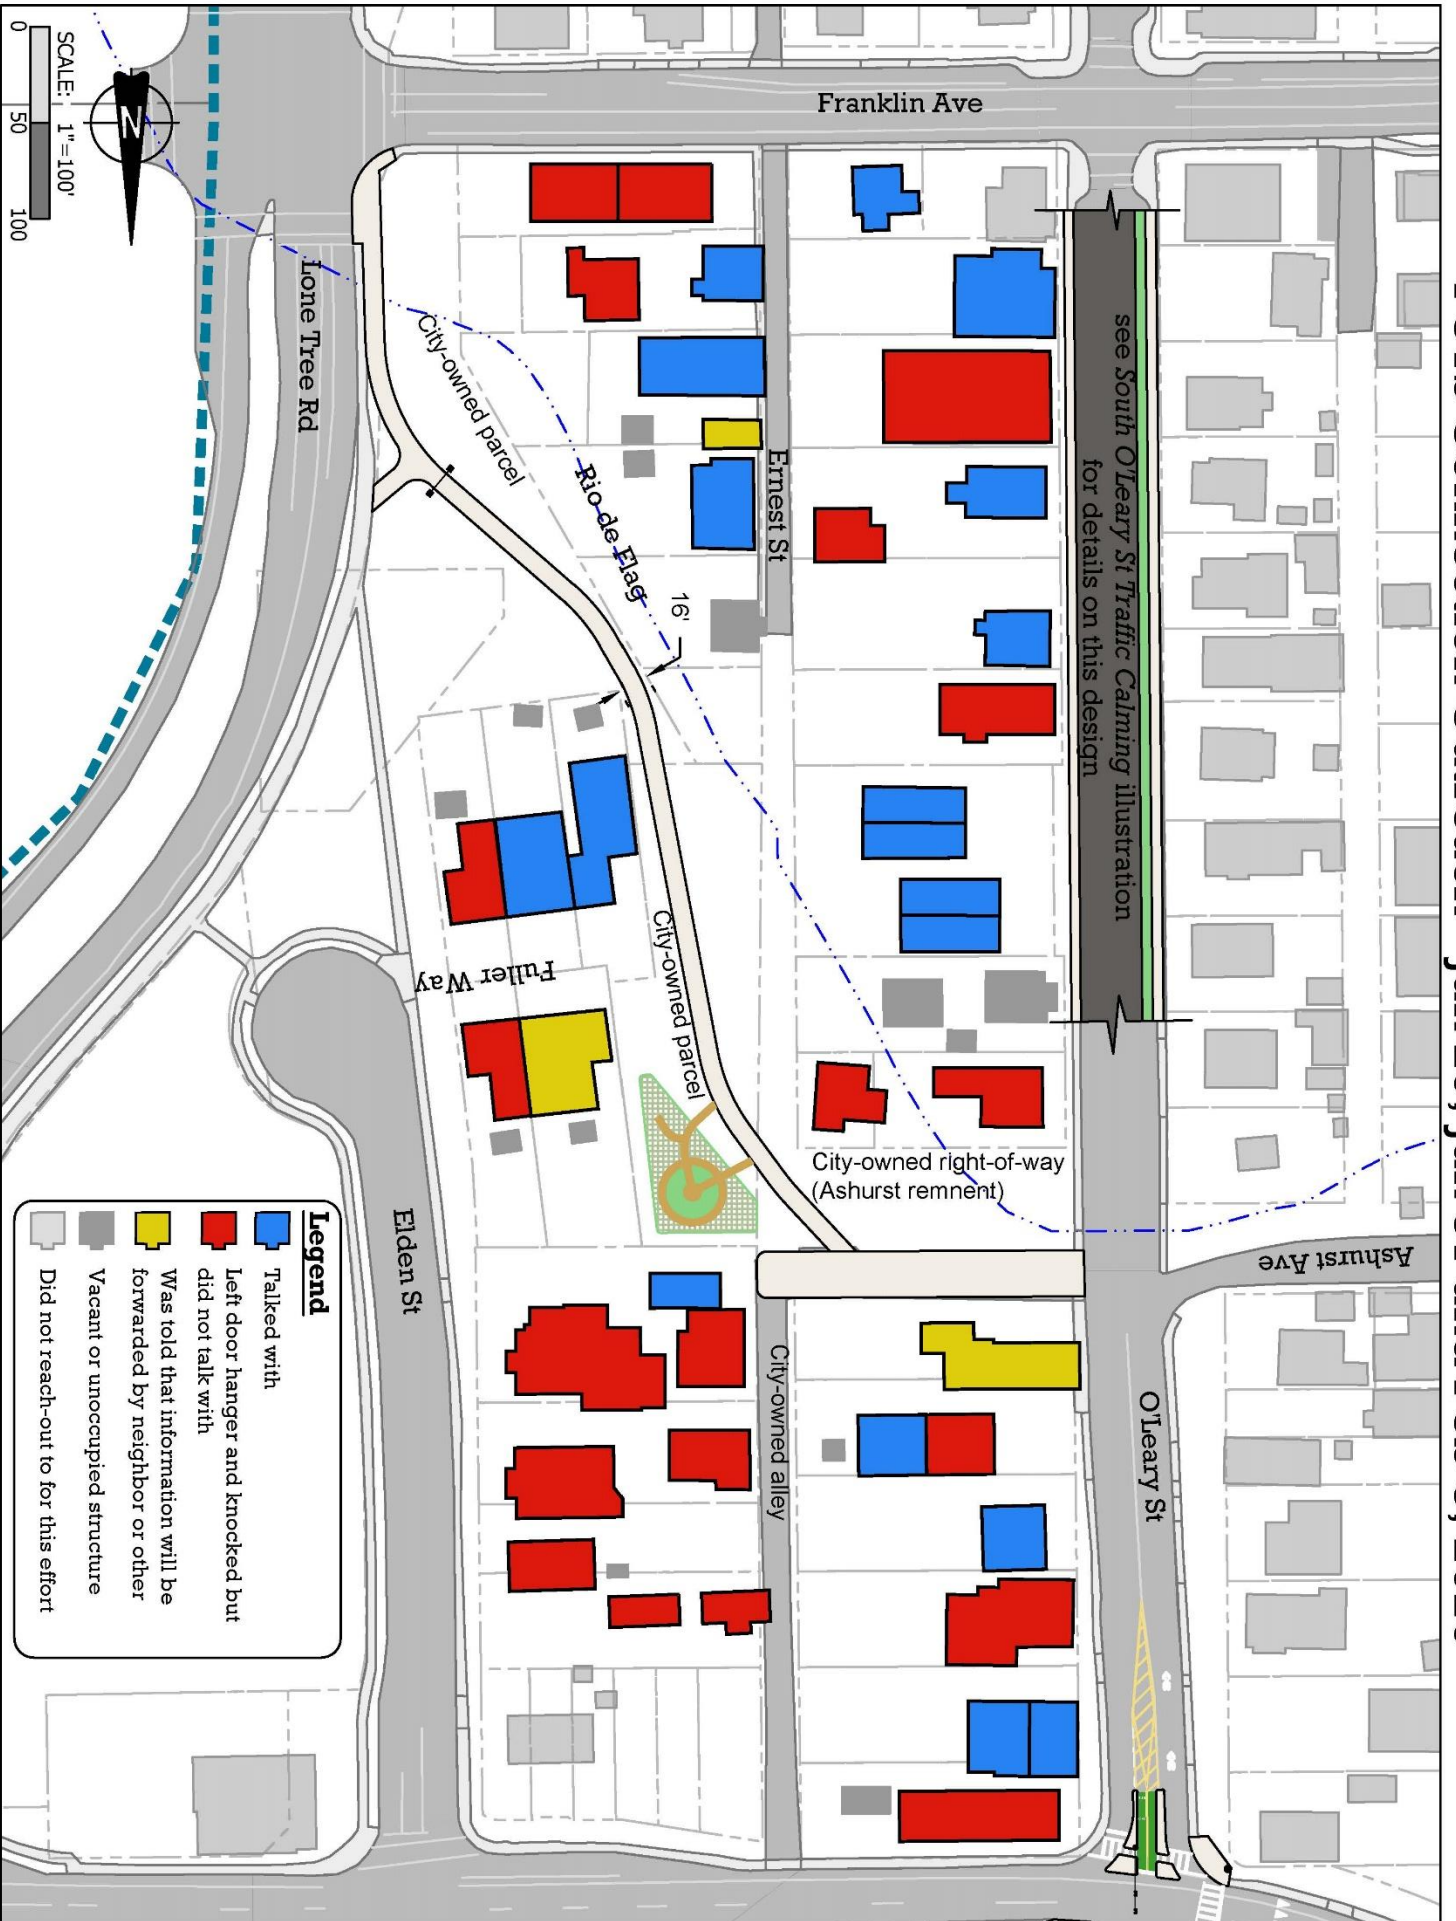 Franklin Ave
see South O'Leary St Traffic Calming illustration
for details on this design
Ernest St
Rio de Flag
16'
City-owned parcel
Lone Tree Rd
N
SCALE: 1"=100'
0
50
100
City-owned parcel
Fuller Way
City-owned right-of-way
(Ashurst remnent)
Ashurst Ave
O'Leary St
City-owned alley
Elden St
Legend
Talked with
Left door hanger and knocked but
did not talk with
Was told that information will be
forwarded by neighbor or other
Vacant or unoccupied structure
Did not reach-out to for this effort